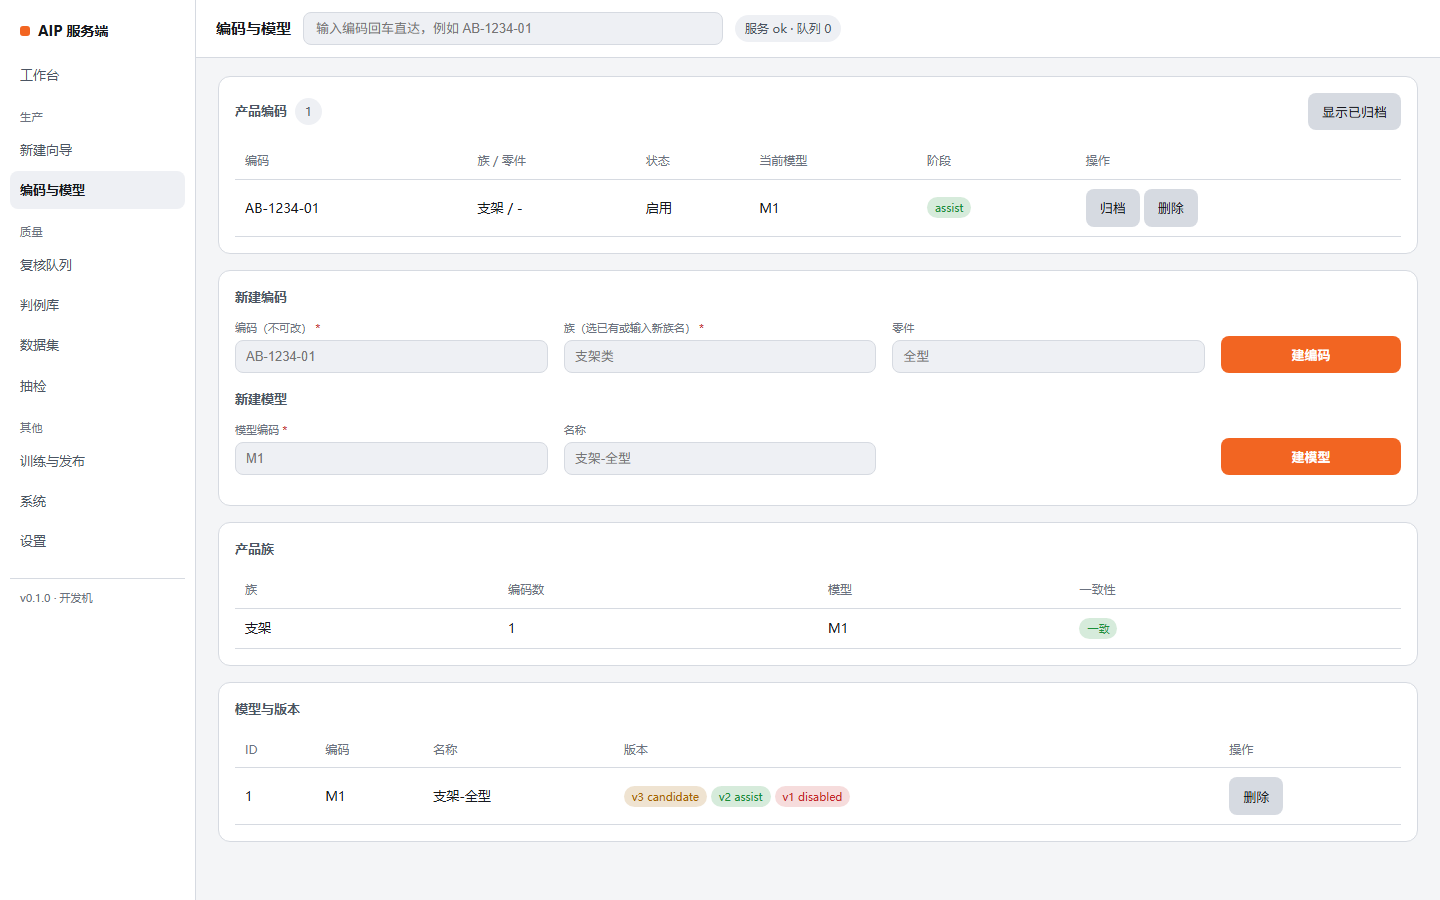 AIP 服务端
工作台
生产
新建向导
编码与模型
质量
复核队列
判例库
数据集
抽检
其他
训练与发布
系统
设置
v0.1.0 · 开发机
编码与模型
输入编码回车直达，例如 AB-1234-01
服务 ok · 队列 0
产品编码 1
显示已归档
编码 族 / 零件 状态 当前模型 阶段 操作
AB-1234-01 支架 / - 启用 M1 assist 归档 删除
新建编码
编码（不可改） * 族（选已有或输入新族名） * 零件
AB-1234-01 支架类 全型 建编码
新建模型
模型编码 * 名称
M1 支架-全型 建模型
产品族
族 编码数 模型 一致性
支架 1 M1 一致
模型与版本
ID 编码 名称 版本 操作
1 M1 支架-全型 v3 candidate v2 assist v1 disabled 删除